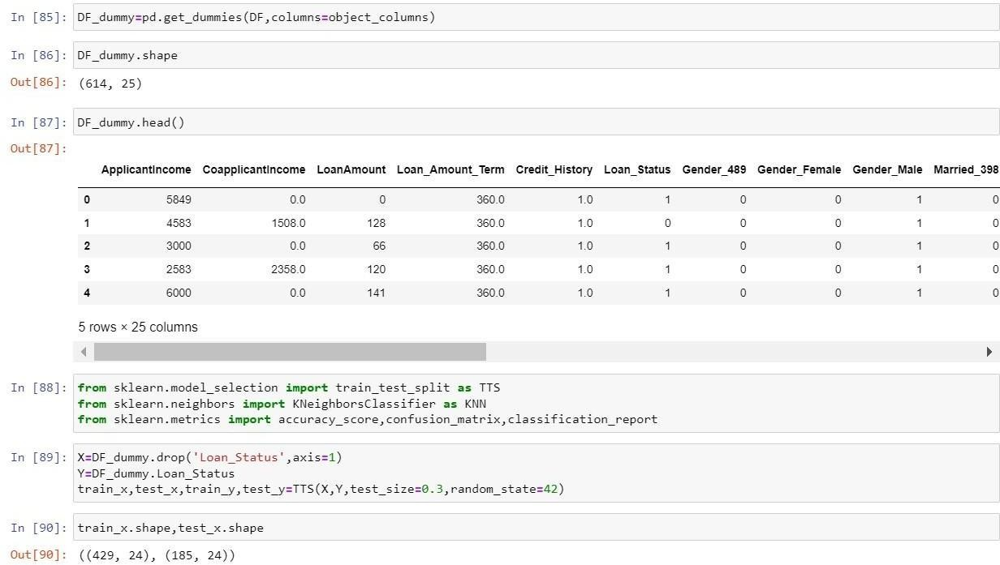 In [85]: DF_dummy=pd.get_dummies(DF,columns=object_columns)
In [86]: DF_dummy.shape
Out[86]: (614, 25)
In [87]: DF_dummy.head()
Out[87]:
ApplicantIncome CoapplicantIncome LoanAmount Loan_Amount_Term Credit_History Loan_Status Gender_489 Gender_Female Gender_Male Married_398
0 5849 0.0 0 360.0 1.0 1 0 0 1 0
1 4583 1508.0 128 360.0 1.0 0 0 0 1 0
2 3000 0.0 66 360.0 1.0 1 0 0 1 0
3 2583 2358.0 120 360.0 1.0 1 0 0 1 0
4 6000 0.0 141 360.0 1.0 1 0 0 1 0
5 rows × 25 columns
In [88]: from sklearn.model_selection import train_test_split as TTS
from sklearn.neighbors import KNeighborsClassifier as KNN
from sklearn.metrics import accuracy_score,confusion_matrix,classification_report
In [89]: X=DF_dummy.drop('Loan_Status',axis=1)
Y=DF_dummy.Loan_Status
train_x,test_x,train_y,test_y=TTS(X,Y,test_size=0.3,random_state=42)
In [90]: train_x.shape,test_x.shape
Out[90]: ((429, 24), (185, 24))